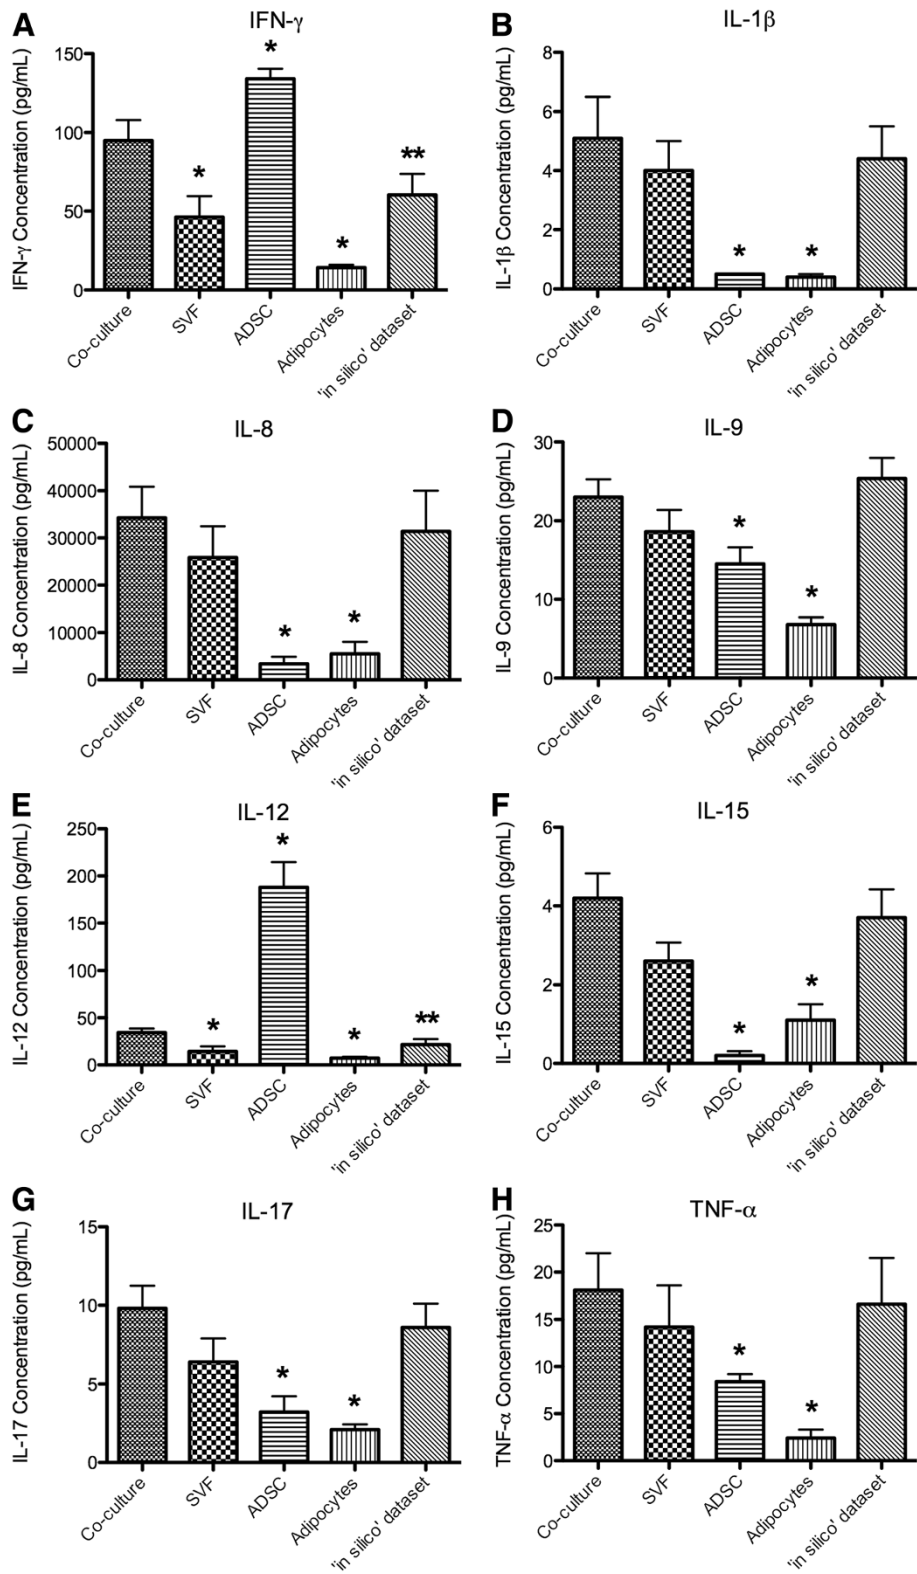 A
IFN-γ
IFN-γ Concentration (pg/mL)
150
100
50
0
*
*
*
**
Co-culture
SVF
ADSC
Adipocytes
'in silico' dataset
B
IL-1β
IL-1β Concentration (pg/mL)
8
6
4
2
0
*
*
Co-culture
SVF
ADSC
Adipocytes
'in silico' dataset
C
IL-8
IL-8 Concentration (pg/mL)
50000
40000
30000
20000
10000
0
*
*
Co-culture
SVF
ADSC
Adipocytes
'in silico' dataset
D
IL-9
IL-9 Concentration (pg/mL)
30
20
10
0
*
*
Co-culture
SVF
ADSC
Adipocytes
'in silico' dataset
E
IL-12
IL-12 Concentration (pg/mL)
250
200
150
100
50
0
*
*
*
**
Co-culture
SVF
ADSC
Adipocytes
'in silico' dataset
F
IL-15
IL-15 Concentration (pg/mL)
6
4
2
0
*
*
Co-culture
SVF
ADSC
Adipocytes
'in silico' dataset
G
IL-17
IL-17 Concentration (pg/mL)
15
10
5
0
*
*
Co-culture
SVF
ADSC
Adipocytes
'in silico' dataset
H
TNF-α
TNF-α Concentration (pg/mL)
25
20
15
10
5
0
*
*
Co-culture
SVF
ADSC
Adipocytes
'in silico' dataset